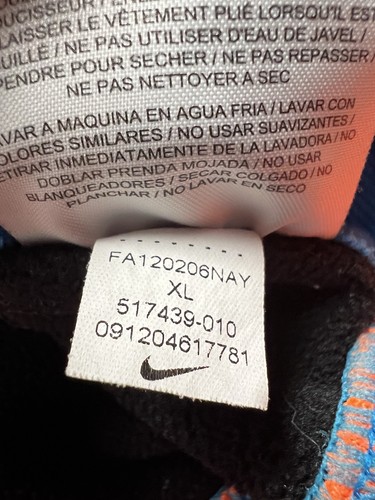 LAISSER LE VÊTEMENT PLIÉ LORSQU'IL EST
/ NE PAS UTILISER D'EAU DE JAVEL /
PENDRE POUR SÉCHER / NE PAS REPASSER /
NE PAS NETTOYER A SEC
LAVAR A MAQUINA EN AGUA FRIA / LAVAR CON
COLORES SIMILARES / NO USAR SUAVIZANTES /
RETIRAR INMEDIATAMENTE DE LA LAVADORA / NO
DOBLAR PRENDA MOJADA / NO USAR
BLANQUEADORES / SECAR COLGADO / NO
PLANCHAR / NO LAVAR EN SECO
FA120206NAY
XL
517439-010
091204617781